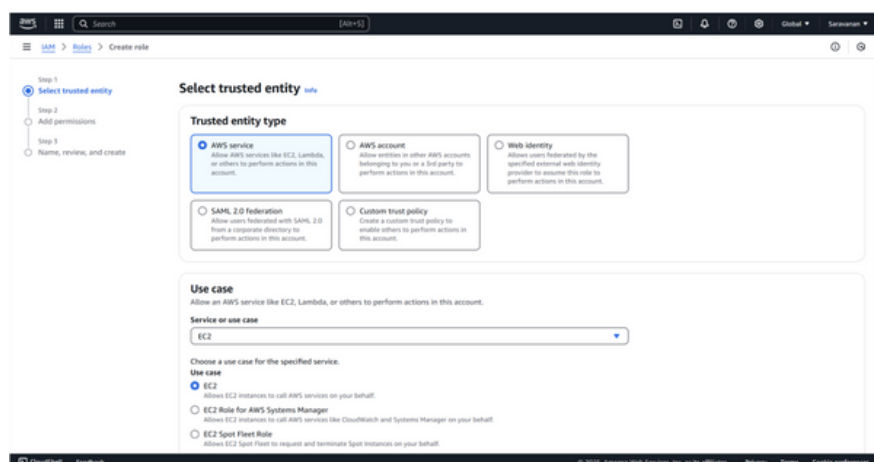 aws
Search
[Alt+S]
Global
Saravanan
IAM > Roles > Create role
Step 1
Select trusted entity
Step 2
Add permissions
Step 3
Name, review, and create
Select trusted entity Info
Trusted entity type
AWS service
Allow AWS services like EC2, Lambda,
or others to perform actions in this
account.
AWS account
Allow entities in other AWS accounts
belonging to you or a 3rd party to
perform actions in this account.
Web identity
Allows users federated by the
specified external web identity
provider to assume this role to
perform actions in this account.
SAML 2.0 federation
Allow users federated with SAML 2.0
from a corporate directory to
perform actions in this account.
Custom trust policy
Create a custom trust policy to
enable others to perform actions in
this account.
Use case
Allow an AWS service like EC2, Lambda, or others to perform actions in this account.
Service or use case
EC2
Choose a use case for the specified service.
Use case
EC2
Allows EC2 instances to call AWS services on your behalf.
EC2 Role for AWS Systems Manager
Allows EC2 instances to call AWS services like CloudWatch and Systems Manager on your behalf.
EC2 Spot Fleet Role
Allows EC2 Spot Fleet to request and terminate Spot Instances on your behalf.
CloudShell Feedback
© 2025, Amazon Web Services, Inc. or its affiliates. Privacy Terms Cookie preferences